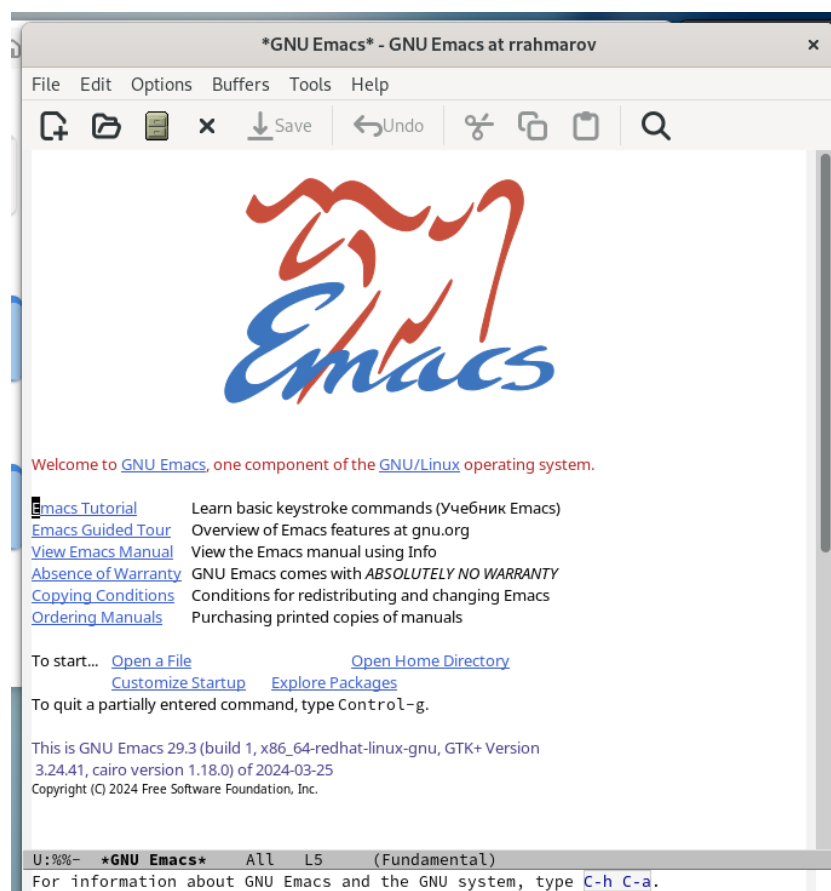 *GNU Emacs* - GNU Emacs at rrahmarov ×
File Edit Options Buffers Tools Help
Save Undo
Emacs
Welcome to GNU Emacs, one component of the GNU/Linux operating system.
Emacs Tutorial Learn basic keystroke commands (Учебник Emacs)
Emacs Guided Tour Overview of Emacs features at gnu.org
View Emacs Manual View the Emacs manual using Info
Absence of Warranty GNU Emacs comes with ABSOLUTELY NO WARRANTY
Copying Conditions Conditions for redistributing and changing Emacs
Ordering Manuals Purchasing printed copies of manuals
To start... Open a File Open Home Directory
Customize Startup Explore Packages
To quit a partially entered command, type Control-g.
This is GNU Emacs 29.3 (build 1, x86_64-redhat-linux-gnu, GTK+ Version
3.24.41, cairo version 1.18.0) of 2024-03-25
Copyright (C) 2024 Free Software Foundation, Inc.
U:%%- *GNU Emacs* All L5 (Fundamental)
For information about GNU Emacs and the GNU system, type C-h C-a.